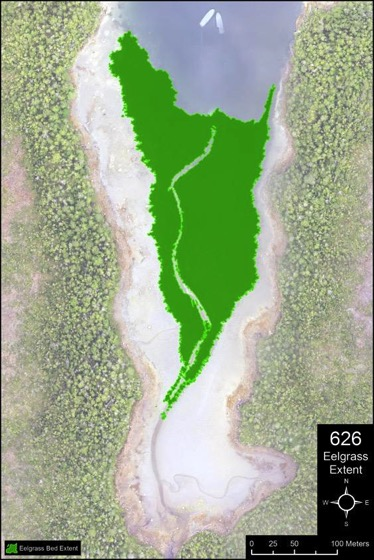 626
Eelgrass
Extent
N
W E
S
0 25 50 100 Meters
Eelgrass Bed Extent